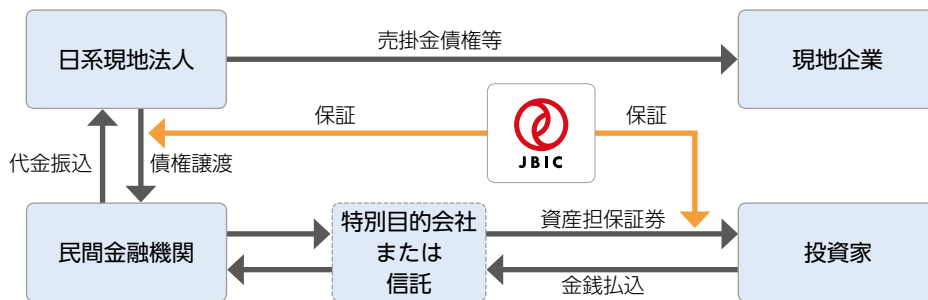 日系現地法人
売掛金債権等
現地企業
保証
JBIC
保証
代金振込
債権譲渡
民間金融機関
特別目的会社
または
信託
資産担保証券
投資家
金銭払込